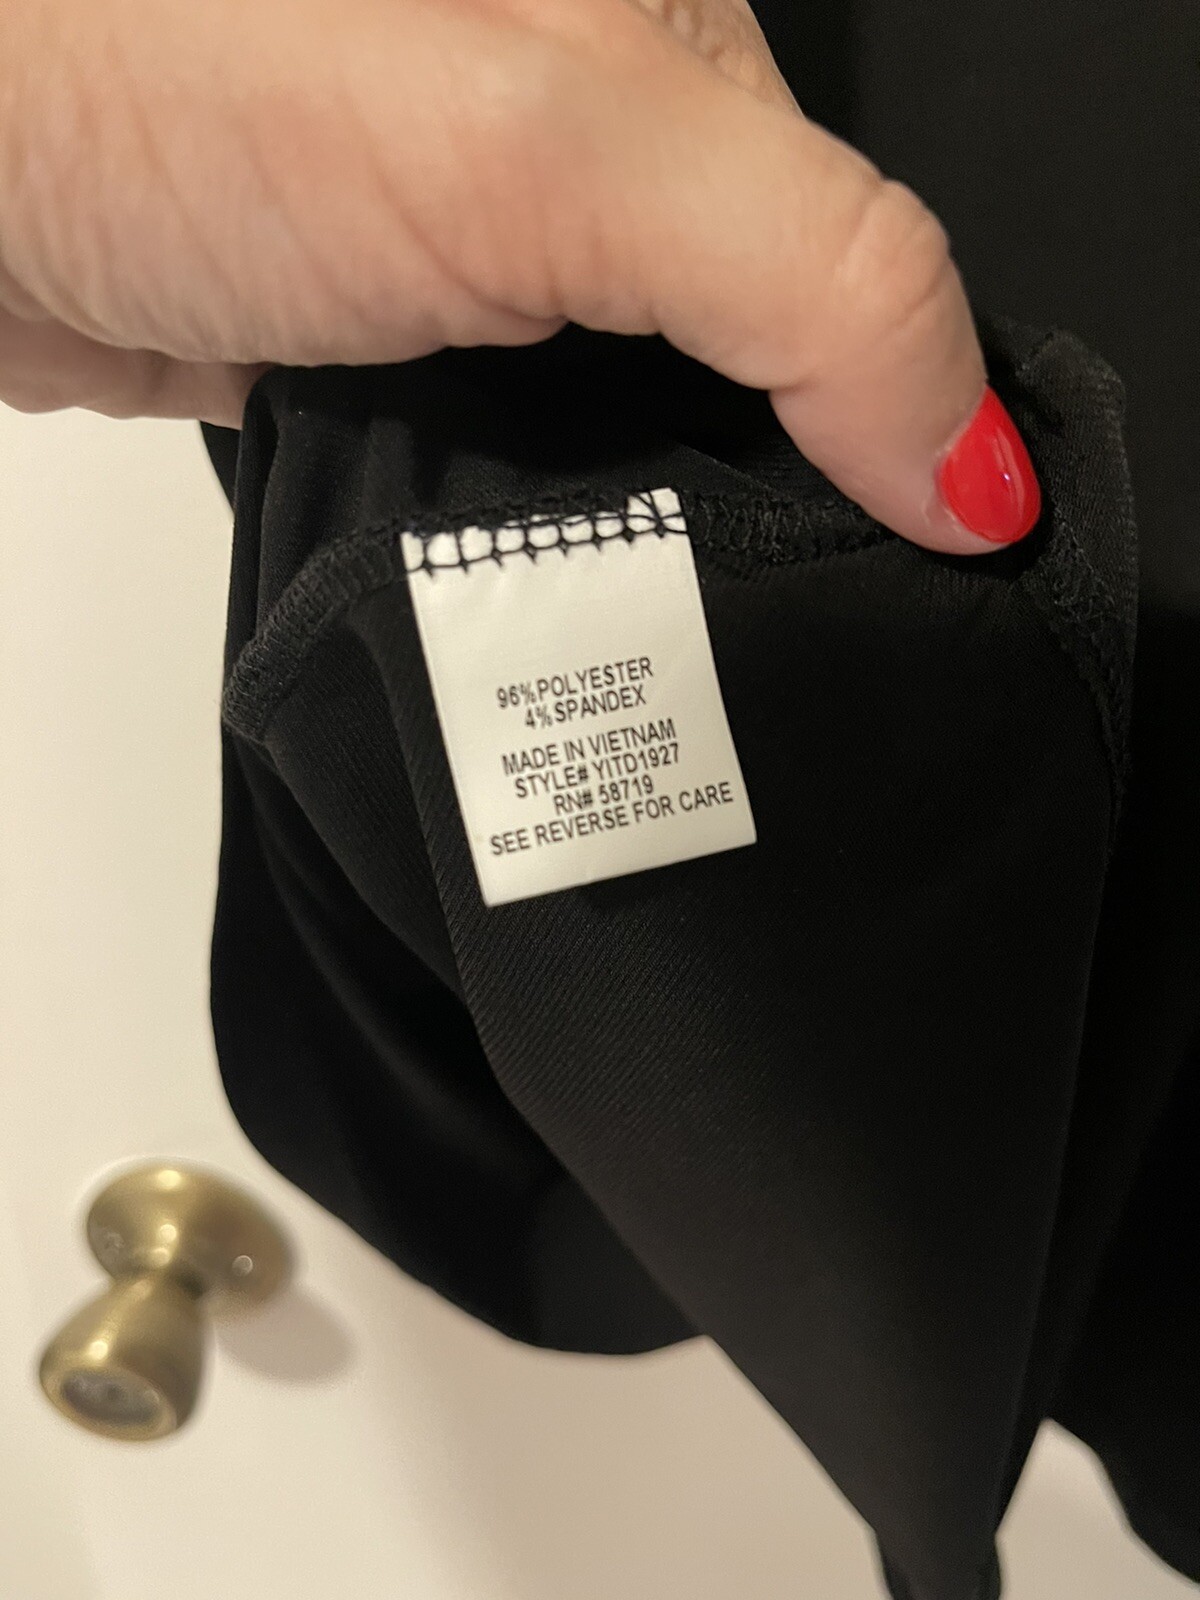 96%POLYESTER
4%SPANDEX
MADE IN VIETNAM
STYLE# YITD1927
RN# 58719
SEE REVERSE FOR CARE